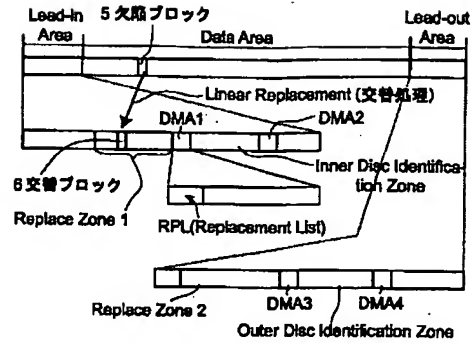 Lead-in
Area
5 欠陥ブロック
Data Area
Lead-out
Area
Linear Replacement (交替処理)
DMA1
DMA2
6交替ブロック
Replace Zone 1
Inner Disc Identifica-
tion Zone
RPL(Replacement List)
Replace Zone 2
DMA3
DMA4
Outer Disc Identification Zone